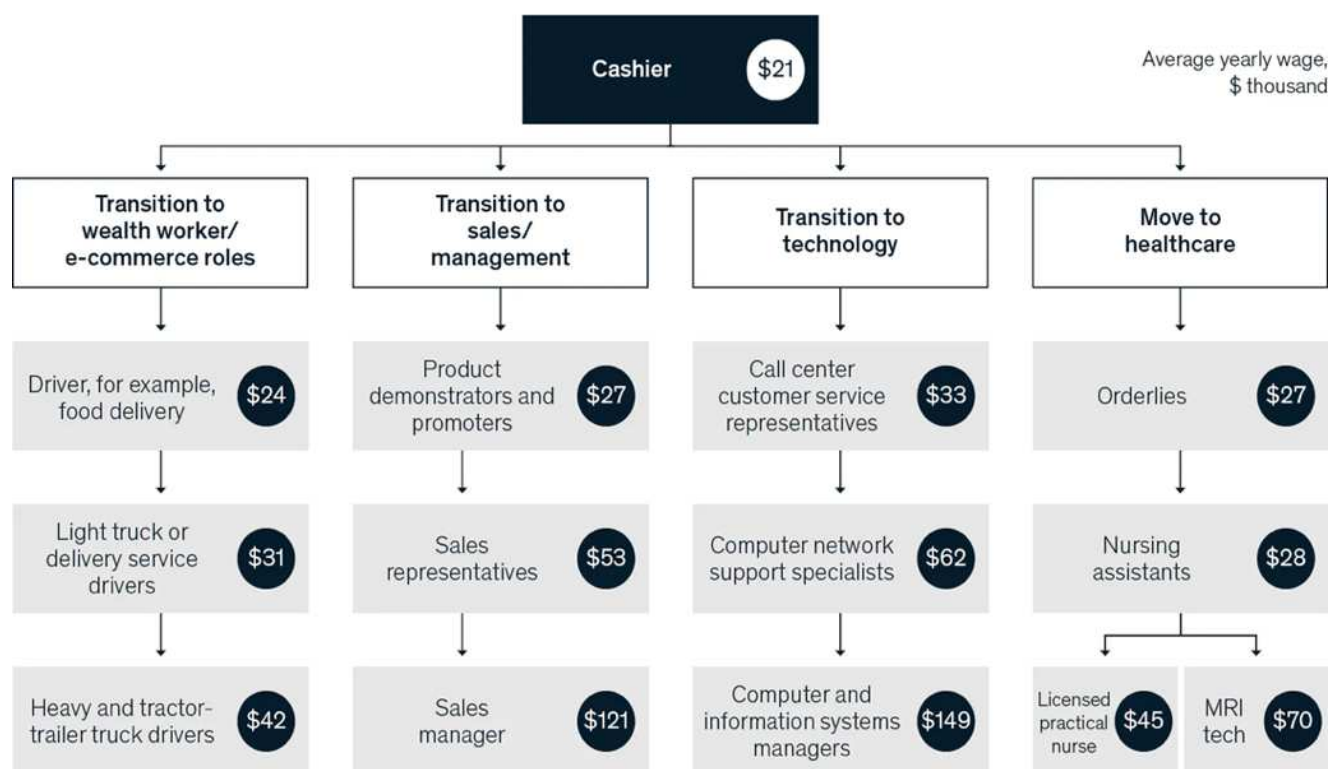 Cashier
$21
Average yearly wage,
$ thousand
Transition to
wealth worker/
e-commerce roles
Transition to
sales/
management
Transition to
technology
Move to
healthcare
Driver, for example,
food delivery
$24
Product
demonstrators and
promoters
$27
Call center
customer service
representatives
$33
Orderlies
$27
Light truck or
delivery service
drivers
$31
Sales
representatives
$53
Computer network
support specialists
$62
Nursing
assistants
$28
Heavy and tractor-
trailer truck drivers
$42
Sales
manager
$121
Computer and
information systems
managers
$149
Licensed
practical
nurse
$45
MRI
tech
$70